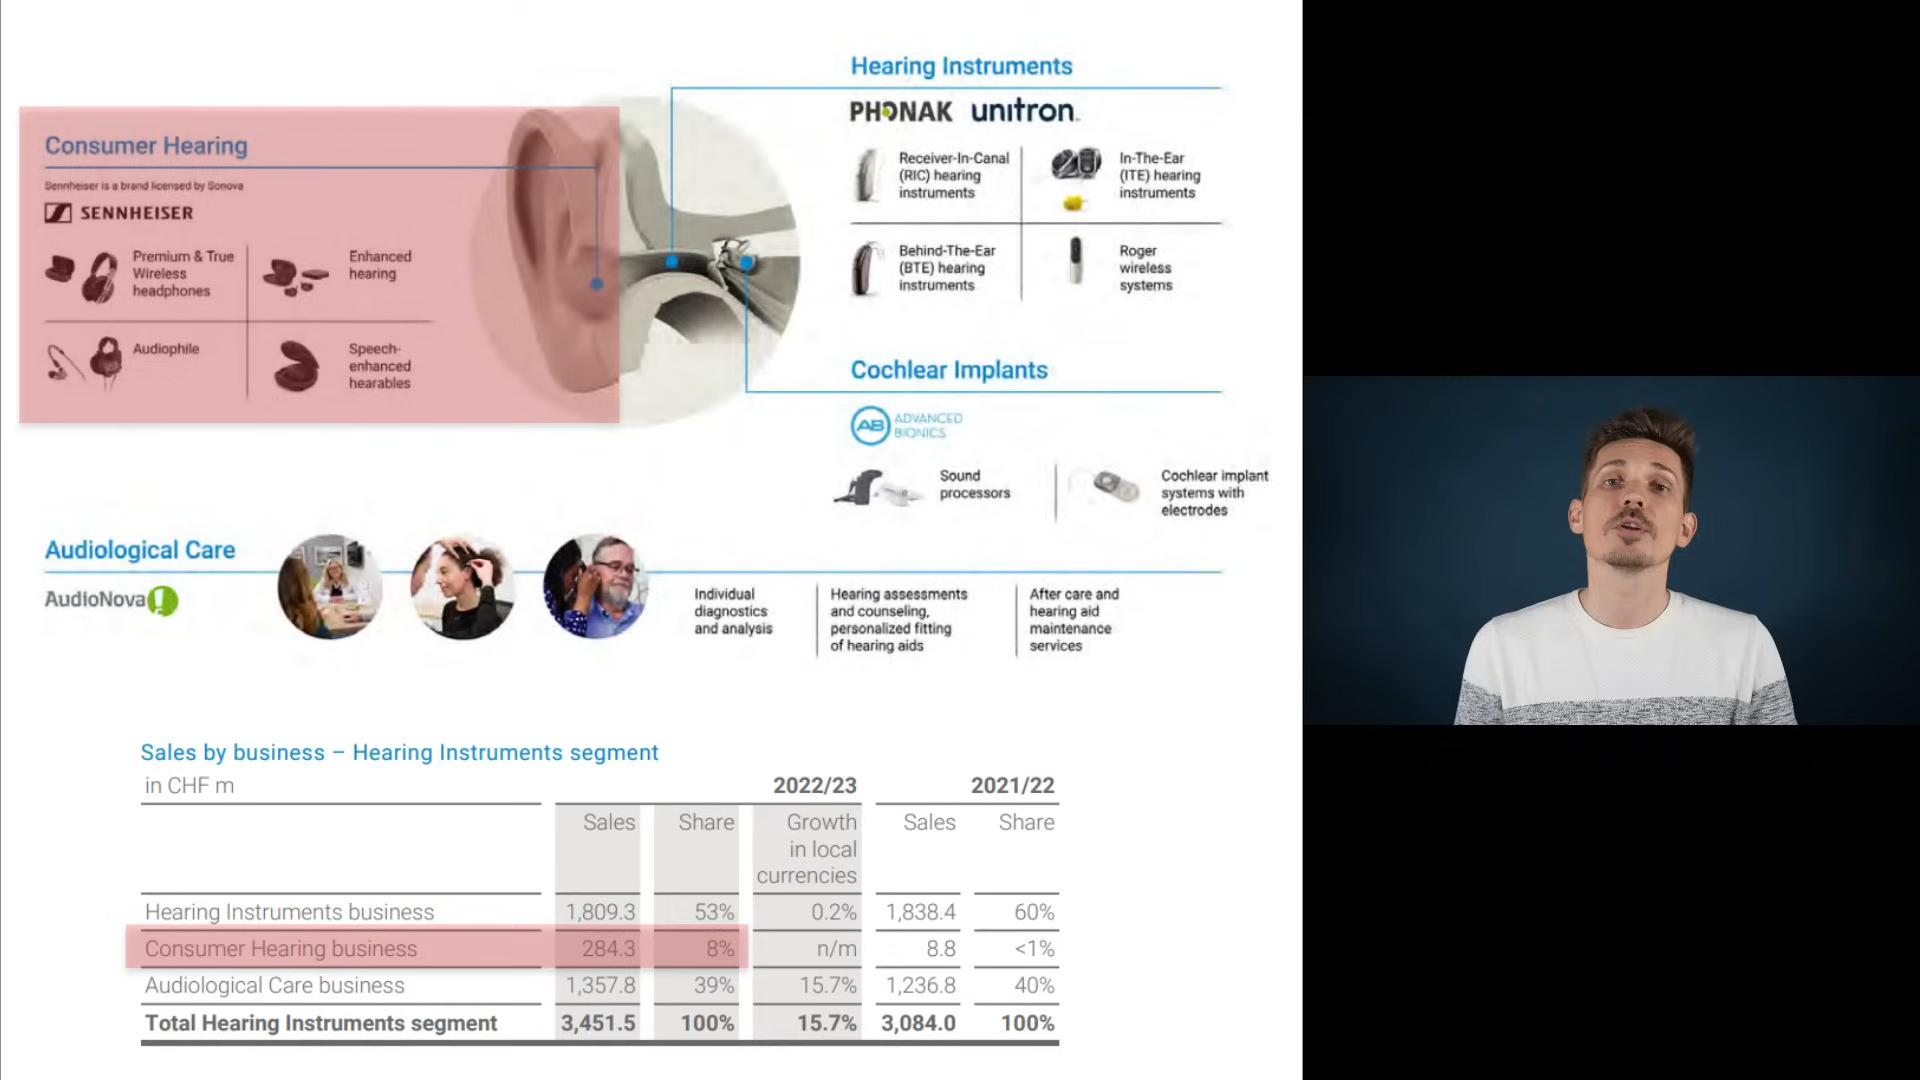 Hearing Instruments
PHONAK unitron
Receiver-In-Canal
(RIC) hearing
instruments
In-The-Ear
(ITE) hearing
instruments
Behind-The-Ear
(BTE) hearing
instruments
Roger
wireless
systems
Consumer Hearing
Sennheiser is a brand licensed by Sonova
SENNHEISER
Premium & True
Wireless
headphones
Enhanced
hearing
Audiophile
Speech-
enhanced
hearables
Cochlear Implants
AB ADVANCED
BIONICS
Sound
processors
Cochlear implant
systems with
electrodes
Audiological Care
AudioNova
Individual
diagnostics
and analysis
Hearing assessments
and counseling,
personalized fitting
of hearing aids
After care and
hearing aid
maintenance
services
Sales by business – Hearing Instruments segment
in CHF m 2022/23 2021/22
Sales Share Growth Sales Share
in local
currencies
Hearing Instruments business 1,809.3 53% 0.2% 1,838.4 60%
Consumer Hearing business 284.3 8% n/m 8.8 <1%
Audiological Care business 1,357.8 39% 15.7% 1,236.8 40%
Total Hearing Instruments segment 3,451.5 100% 15.7% 3,084.0 100%